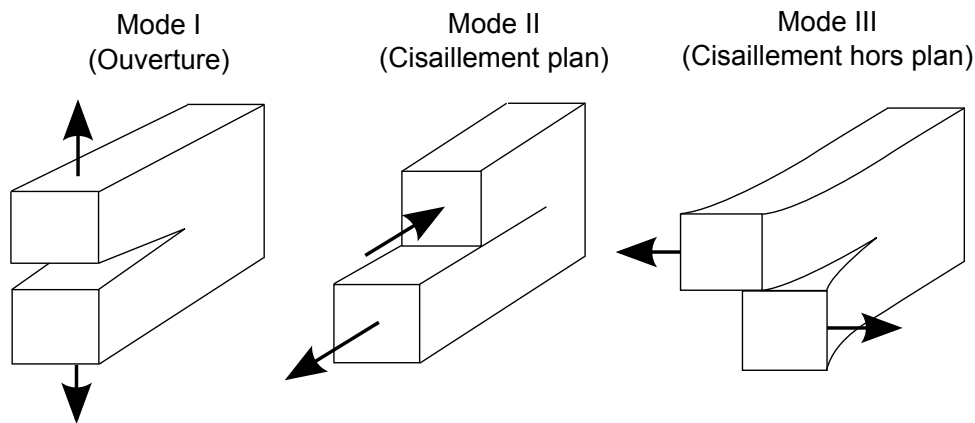 Mode I
(Ouverture)
Mode II
(Cisaillement plan)
Mode III
(Cisaillement hors plan)